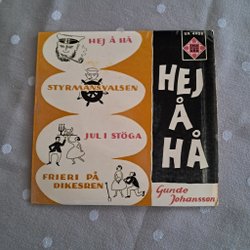 HEJ Å HÅ
STYRMANSVALSEN
JUL I STÖGA
FRIERI PÅ
DIKESREN
HEJ
Å
HÅ
Gunde
Johansson